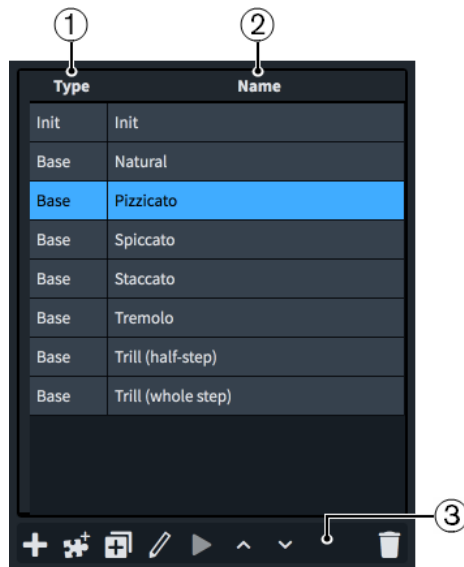 1 2
Type Name
Init Init
Base Natural
Base Pizzicato
Base Spiccato
Base Staccato
Base Tremolo
Base Trill (half-step)
Base Trill (whole step)
3